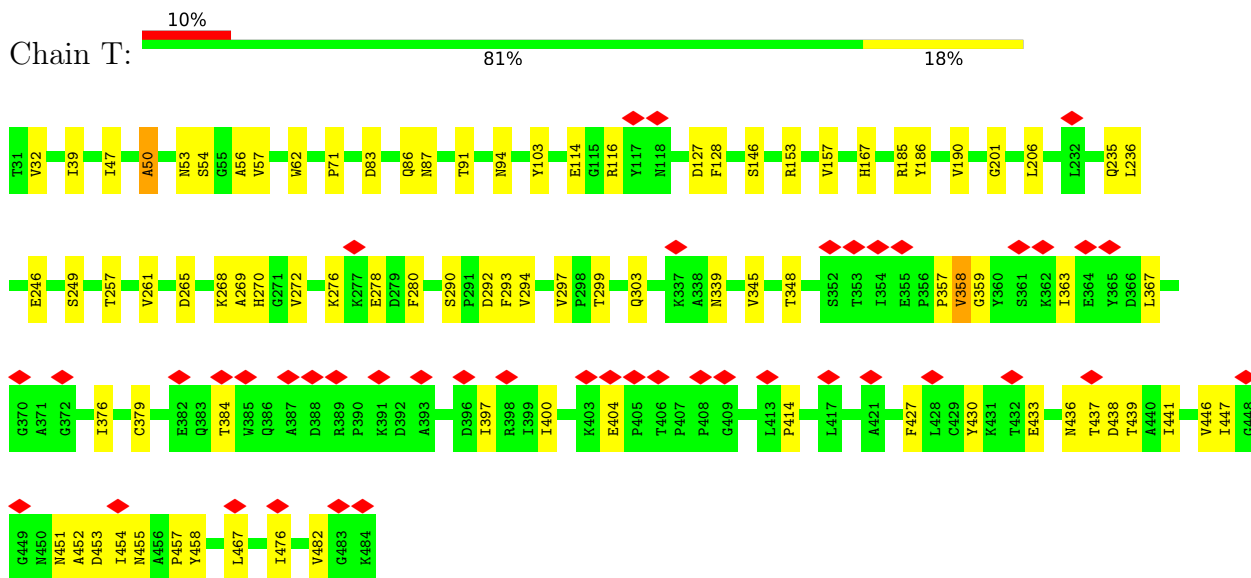 10%
Chain T:
81% 18%
T31 V32 I39 I47 A50 N53 S54 G55 A56 V57 W62 P71 D83 Q86 N87 T91 N94 Y103 E114 G115 R116 Y117 N118 D127 F128 S146 R153 V157 H167 R185 Y186 V190 G201 L206 L232 Q235 L236
E246 S249 T257 V261 D265 K268 A269 H270 G271 V272 K276 K277 E278 D279 F280 S290 P291 D292 F293 V294 V297 P298 T299 Q303 K337 A338 N339 V345 T348 S352 T353 I354 E355 P356 P357 V358 G359 Y360 S361 K362 I363 E364 Y365 D366 L367
G370 A371 G372 I376 C379 E382 Q383 T384 W385 Q386 A387 D388 R389 P390 K391 D392 A393 D396 I397 R398 I399 I400 K403 E404 P405 T406 P407 P408 G409 L413 P414 L417 A421 F427 L428 C429 Y430 K431 T432 E433 N436 T437 D438 T439 A440 I441 V446 I447 G448
G449 N450 N451 A452 D453 I454 N455 A456 P457 Y458 L467 I476 V482 G483 K484